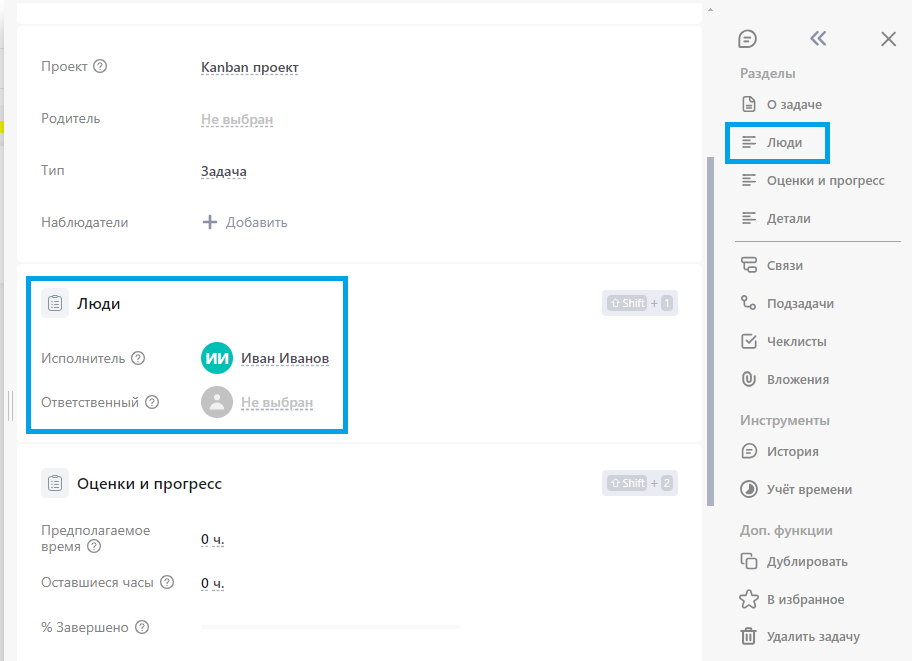 Проект
Kanban проект
Родитель
Не выбран
Тип
Задача
Наблюдатели
Добавить
Люди
Shift + 1
Исполнитель
ИИ
Иван Иванов
Ответственный
Не выбран
Оценки и прогресс
Shift + 2
Предполагаемое
время
0 ч.
Оставшиеся часы
0 ч.
% Завершено
Разделы
О задаче
Люди
Оценки и прогресс
Детали
Связи
Подзадачи
Чеклисты
Вложения
Инструменты
История
Учёт времени
Доп. функции
Дублировать
В избранное
Удалить задачу